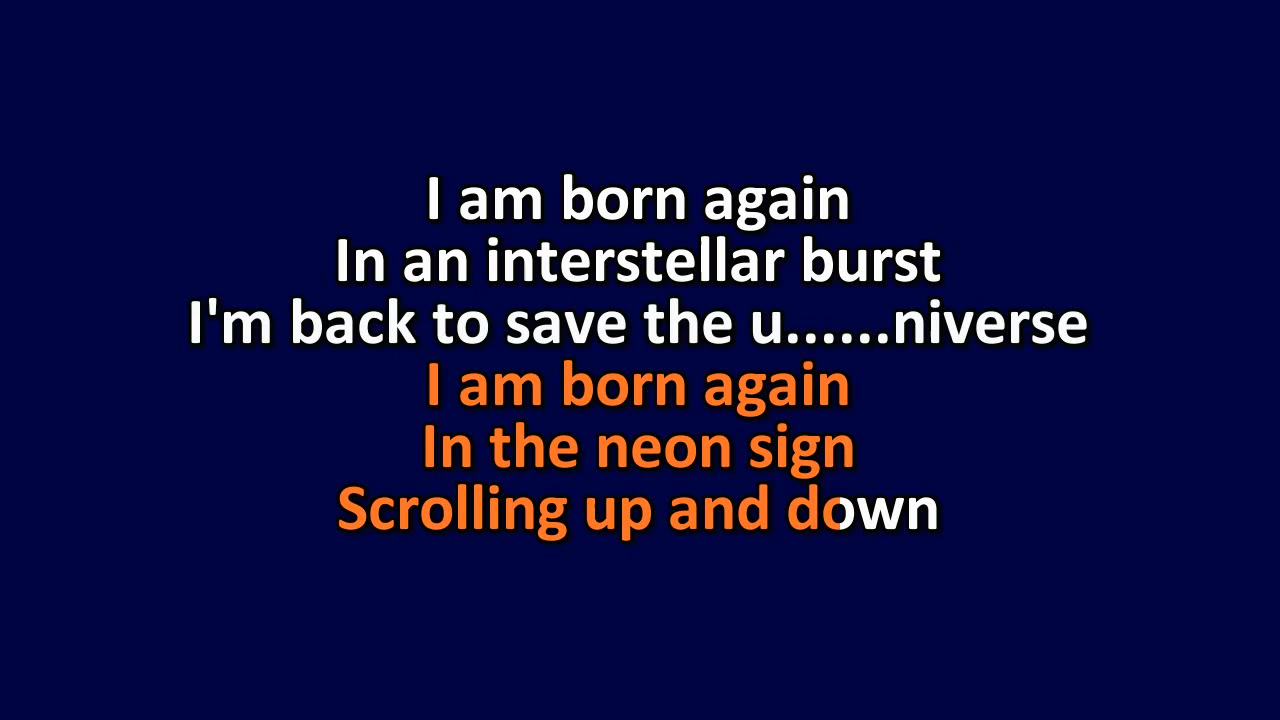 I am born again
In an interstellar burst
I'm back to save the u......niverse
I am born again
In the neon sign
Scrolling up and down